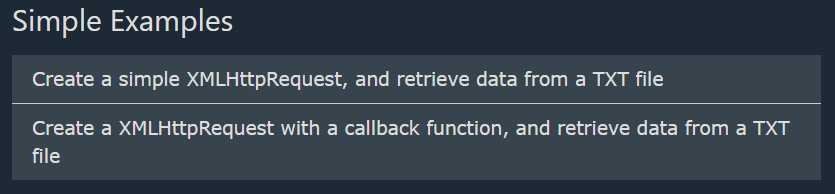 Simple Examples
Create a simple XMLHttpRequest, and retrieve data from a TXT file
Create a XMLHttpRequest with a callback function, and retrieve data from a TXT
file